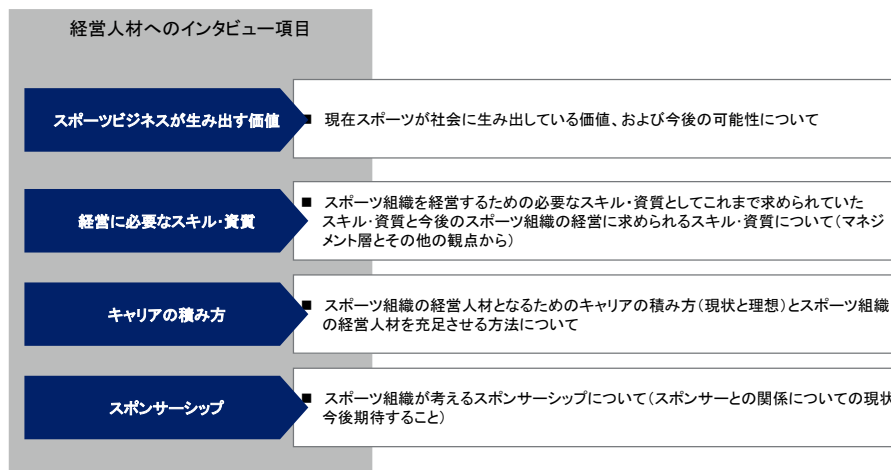 経営人材へのインタビュー項目
スポーツビジネスが生み出す価値
■ 現在スポーツが社会に生み出している価値、および今後の可能性について
経営に必要なスキル・資質
■ スポーツ組織を経営するための必要なスキル・資質としてこれまで求められていた
スキル・資質と今後のスポーツ組織の経営に求められるスキル・資質について（マネジ
メント層とその他の観点から）
キャリアの積み方
■ スポーツ組織の経営人材となるためのキャリアの積み方（現状と理想）とスポーツ組織
の経営人材を充足させる方法について
スポンサーシップ
■ スポーツ組織が考えるスポンサーシップについて（スポンサーとの関係についての現状
今後期待すること）